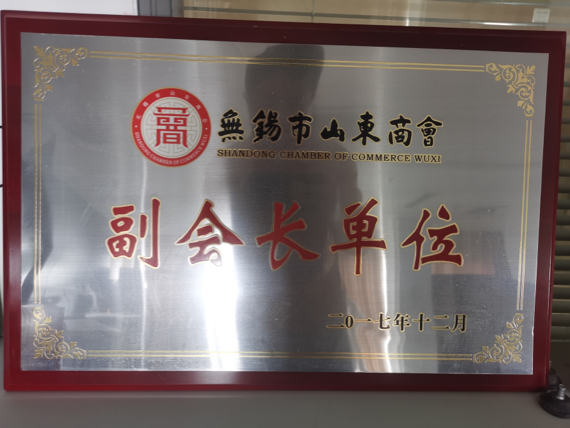 無錫市山東商會
SHANDONG CHAMBER OF COMMERCE WUXI
副会长单位
二0一七年十二月